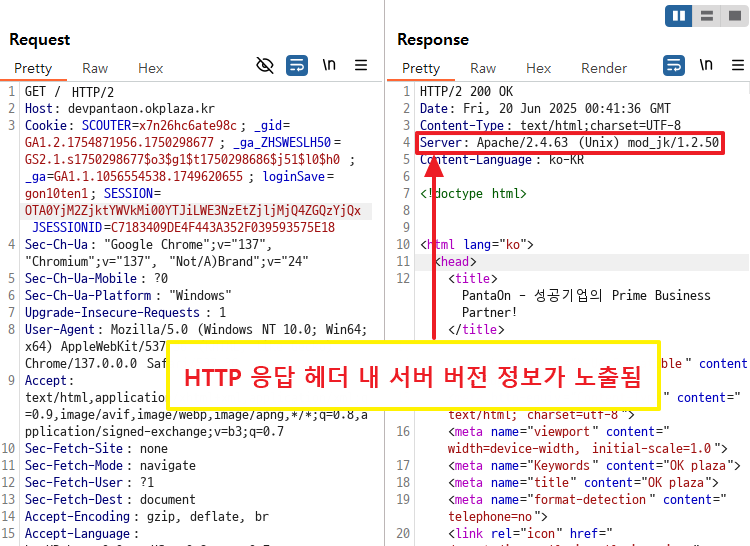 Request
Pretty Raw Hex
\n
1 GET / HTTP/2
2 Host: devpantaon.okplaza.kr
3 Cookie: SCOUTER=x7n26hc6ate98c; _gid=
GA1.2.1754871956.1750298677; _ga_ZHSWESLH50=
GS2.1.s1750298677$o3$g1$t1750298686$j51$l0$h0;
_ga=GA1.1.1056554538.1749620655; loginSave=
gon10ten1; SESSION=
OTA0YjM2ZjktYWVkMi00YTJiLWE3NzEtZjljMjQ4ZGQzYjQx
JSESSIONID=C7183409DE4F443A352F039593575E18
4 Sec-Ch-Ua: "Google Chrome";v="137",
"Chromium";v="137", "Not/A)Brand";v="24"
5 Sec-Ch-Ua-Mobile: ?0
6 Sec-Ch-Ua-Platform: "Windows"
7 Upgrade-Insecure-Requests: 1
8 User-Agent: Mozilla/5.0 (Windows NT 10.0; Win64;
x64) AppleWebKit/537
Chrome/137.0.0.0 Saf
9 Accept:
text/html,application
=0.9,image/avif,image/webp,image/apng,*/*;q=0.8,a
pplication/signed-exchange;v=b3;q=0.7
10 Sec-Fetch-Site: none
11 Sec-Fetch-Mode: navigate
12 Sec-Fetch-User: ?1
13 Sec-Fetch-Dest: document
14 Accept-Encoding: gzip, deflate, br
15 Accept-Language:
Response
Pretty Raw Hex Render
\n
1 HTTP/2 200 OK
2 Date: Fri, 20 Jun 2025 00:41:36 GMT
3 Content-Type: text/html;charset=UTF-8
4 Server: Apache/2.4.63 (Unix) mod_jk/1.2.50
5 Content-Language: ko-KR
6
7 <!doctype html>
8
9
10 <html lang="ko">
11 <head>
12 <title>
PantaOn - 성공기업의 Prime Business
Partner!
</title>
ble" content
content="
text/html; charset=utf-8">
16 <meta name="viewport" content="
width=device-width, initial-scale=1.0">
17 <meta name="Keywords" content="OK plaza">
18 <meta name="title" content="OK plaza">
19 <meta name="format-detection" content="
telephone=no">
20 <link rel="icon" href="
HTTP 응답 헤더 내 서버 버전 정보가 노출됨